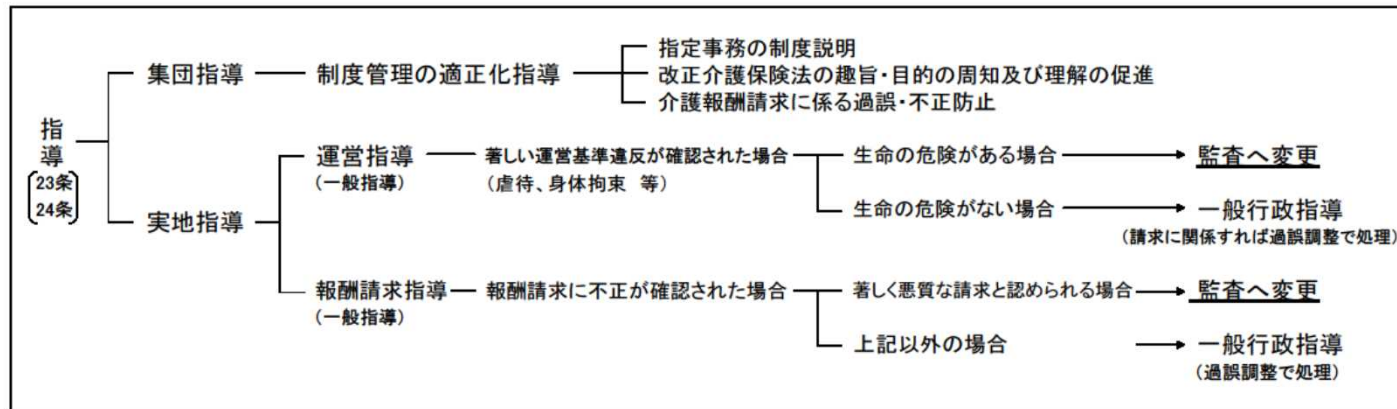 指導
23条
24条
集団指導
制度管理の適正化指導
指定事務の制度説明
改正介護保険法の趣旨・目的の周知及び理解の促進
介護報酬請求に係る過誤・不正防止
実地指導
運営指導
(一般指導)
著しい運営基準違反が確認された場合
(虐待、身体拘束 等)
生命の危険がある場合
監査へ変更
生命の危険がない場合
一般行政指導
(請求に関係すれば過誤調整で処理)
報酬請求指導
(一般指導)
報酬請求に不正が確認された場合
著しく悪質な請求と認められる場合
監査へ変更
上記以外の場合
一般行政指導
(過誤調整で処理)